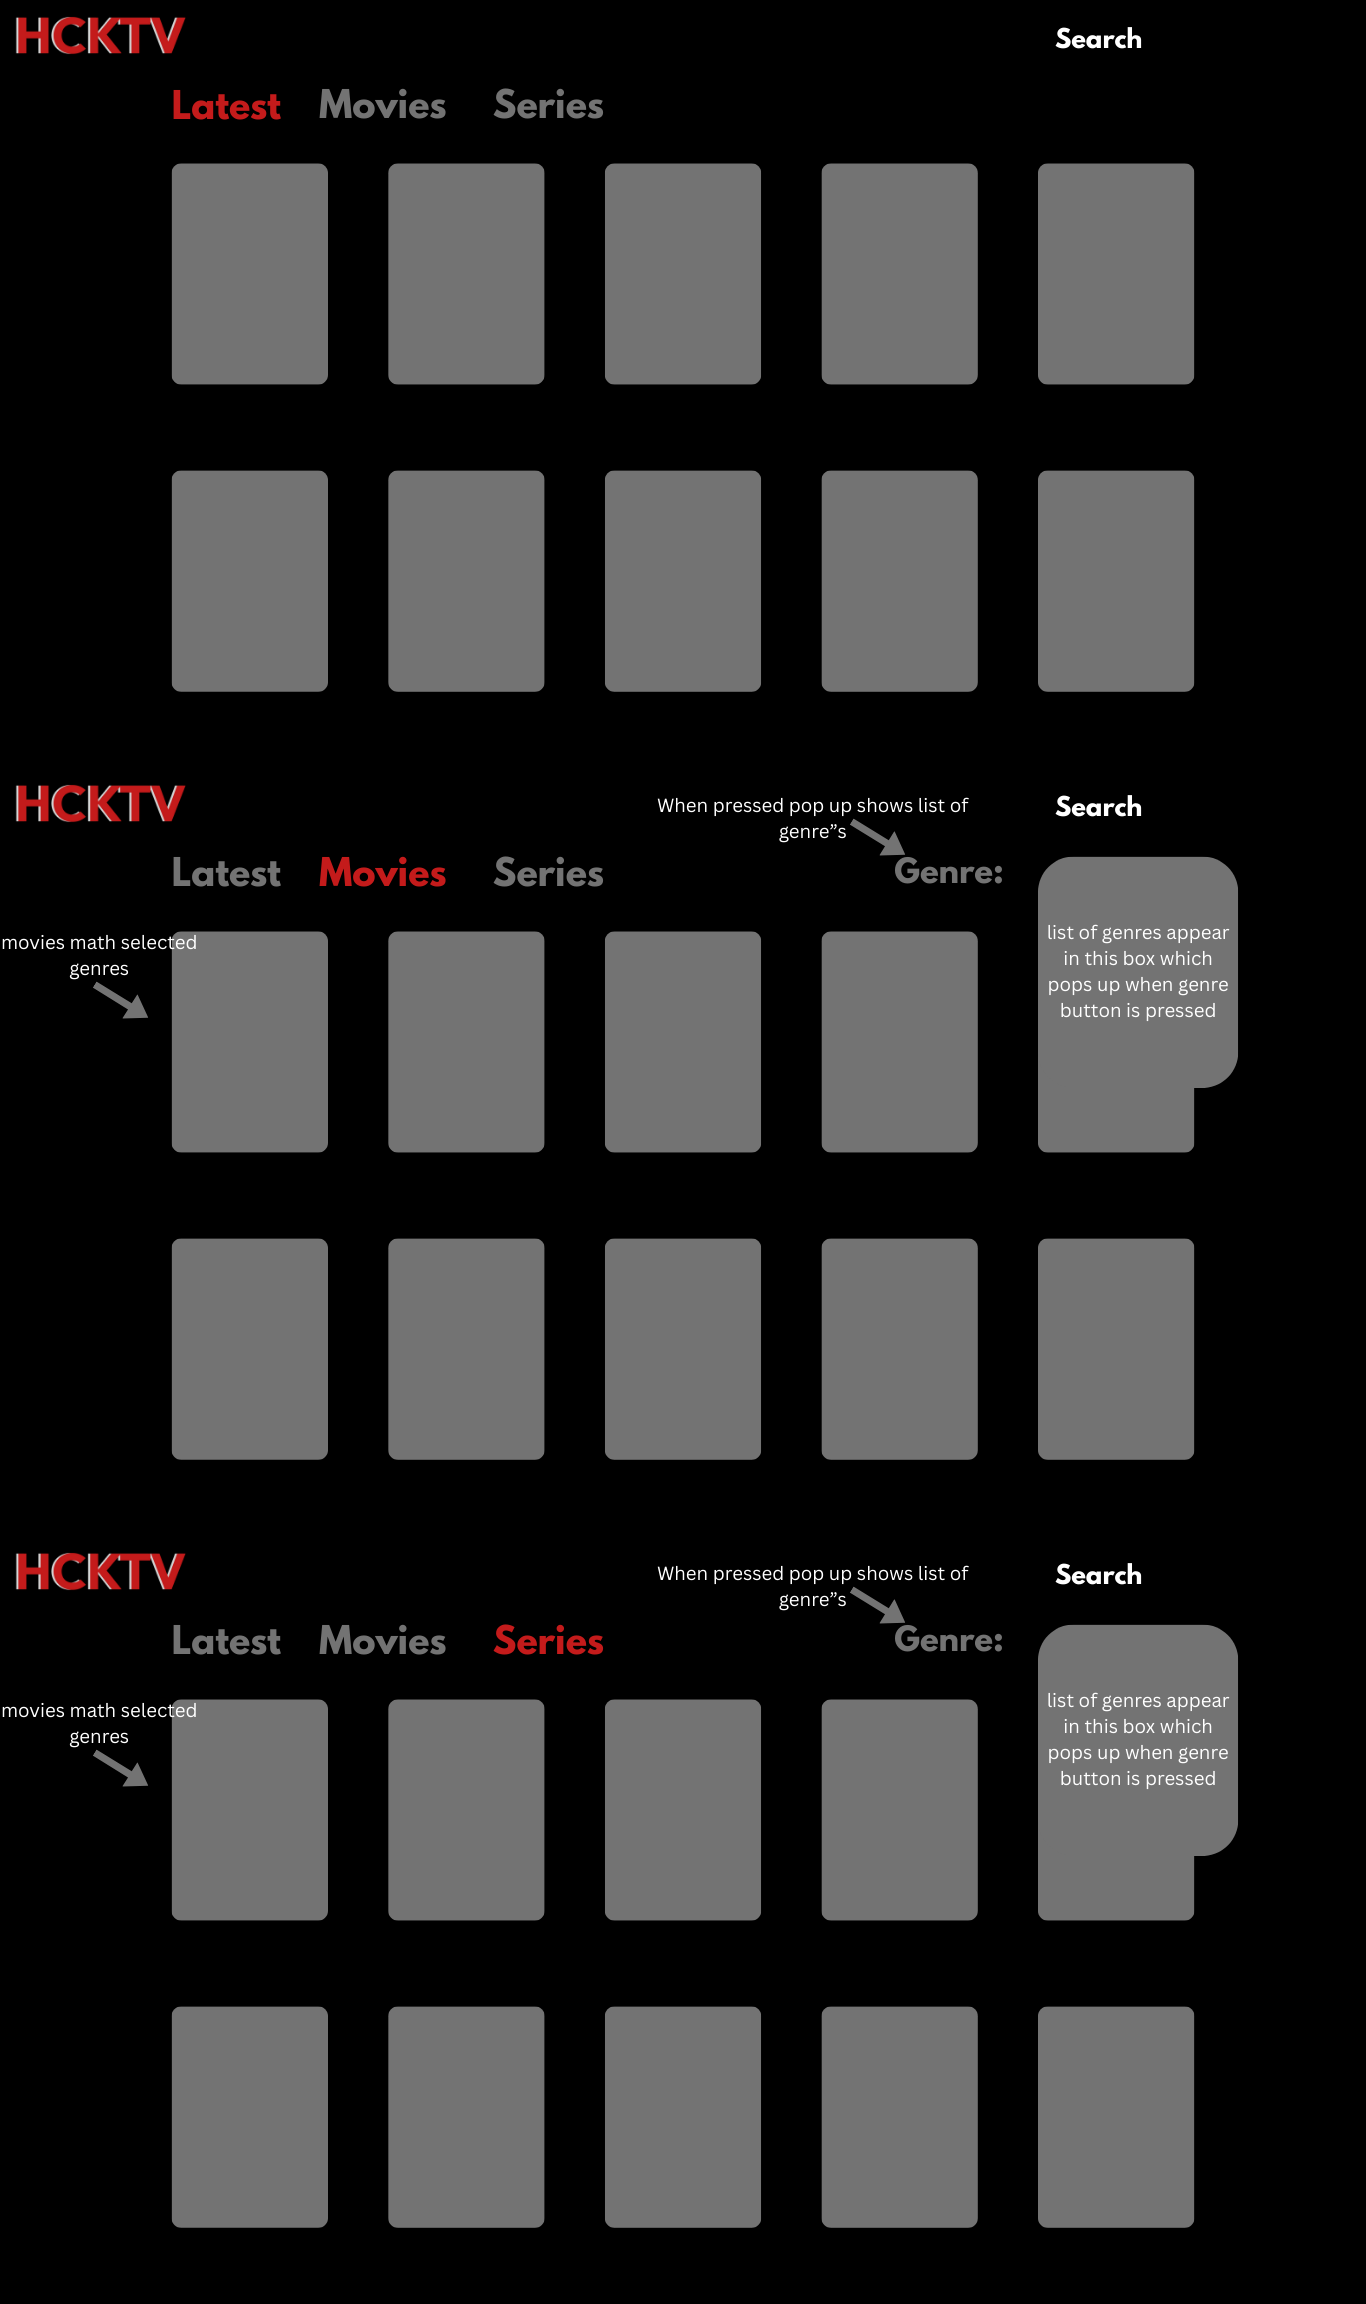 HCKTV
Search
Latest Movies Series
HCKTV
When pressed pop up shows list of
genre”s
Search
Latest Movies Series
Genre:
movies math selected
genres
list of genres appear
in this box which
pops up when genre
button is pressed
HCKTV
When pressed pop up shows list of
genre”s
Search
Latest Movies Series
Genre:
movies math selected
genres
list of genres appear
in this box which
pops up when genre
button is pressed